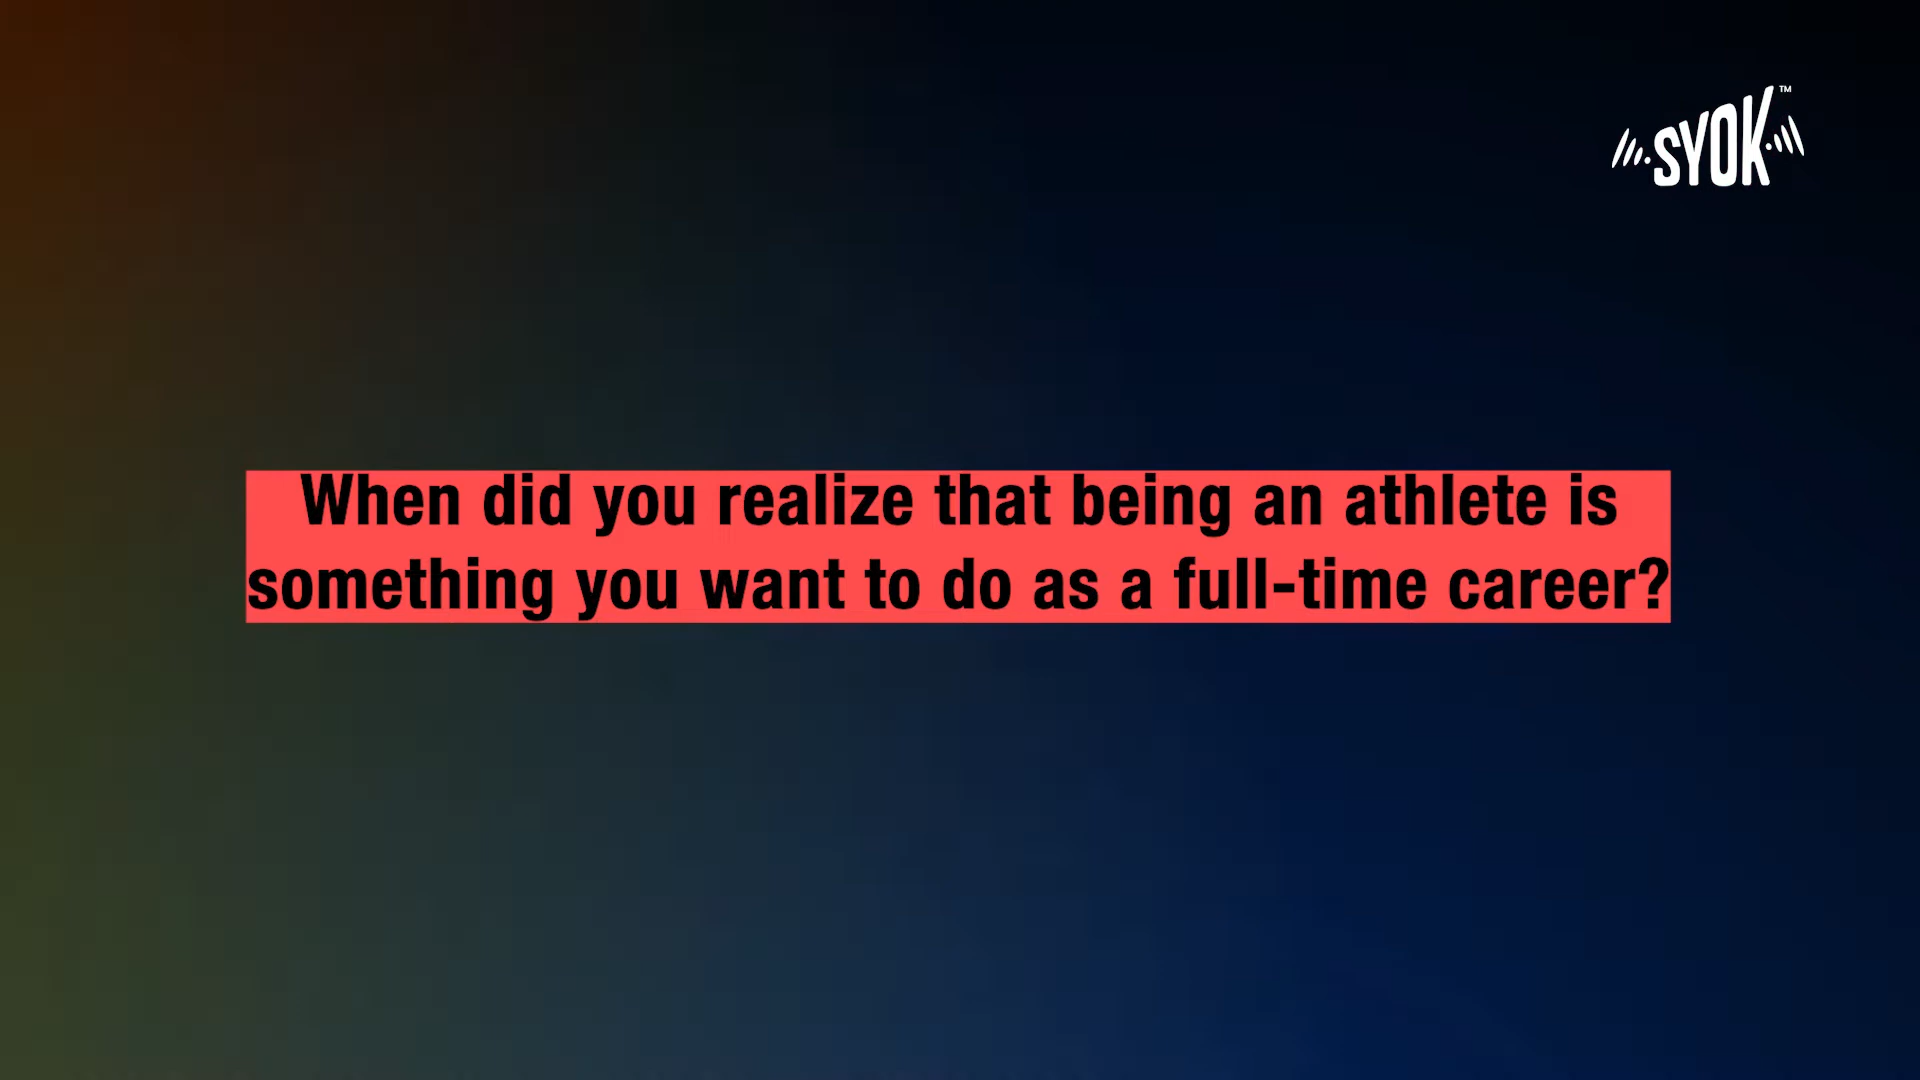 SYOK™
When did you realize that being an athlete is
something you want to do as a full-time career?